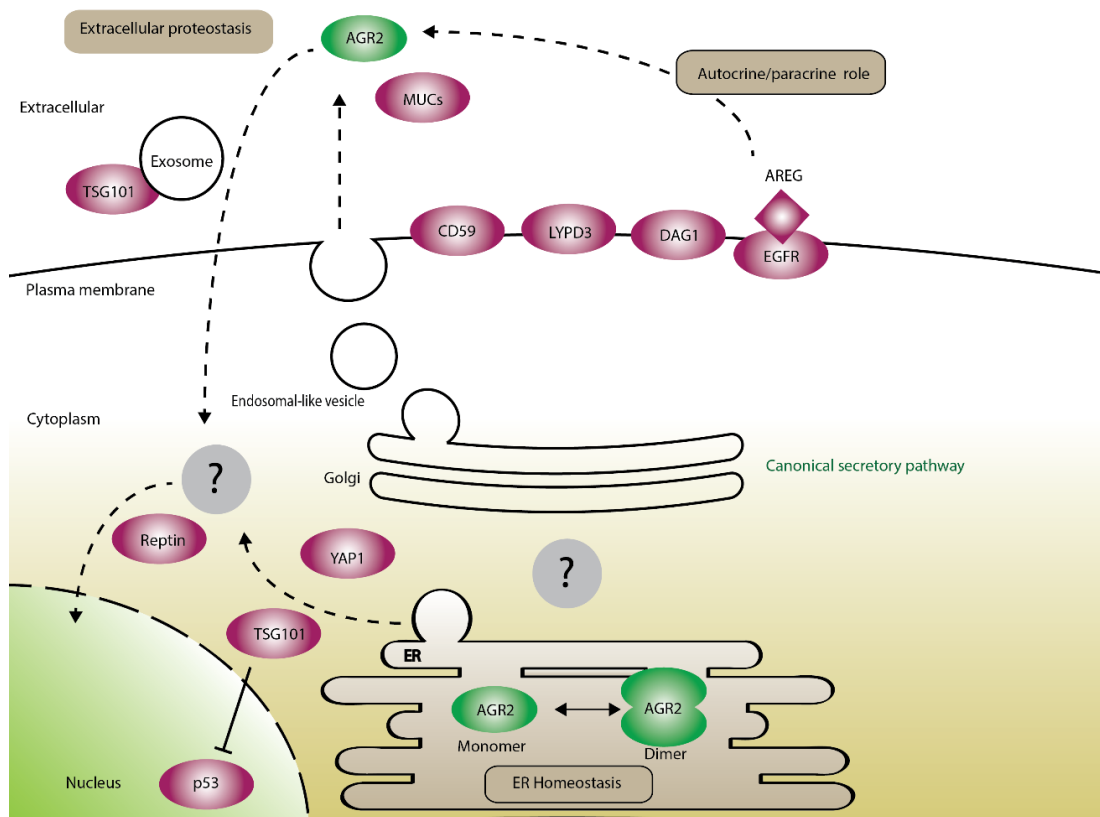 Extracellular proteostasis
AGR2
Autocrine/paracrine role
MUCs
Extracellular
Exosome
TSG101
AREG
CD59
LYPD3
DAG1
EGFR
Plasma membrane
Endosomal-like vesicle
Cytoplasm
Golgi
Canonical secretory pathway
?
Reptin
YAP1
?
TSG101
ER
AGR2
AGR2
Monomer
Dimer
Nucleus
p53
ER Homeostasis